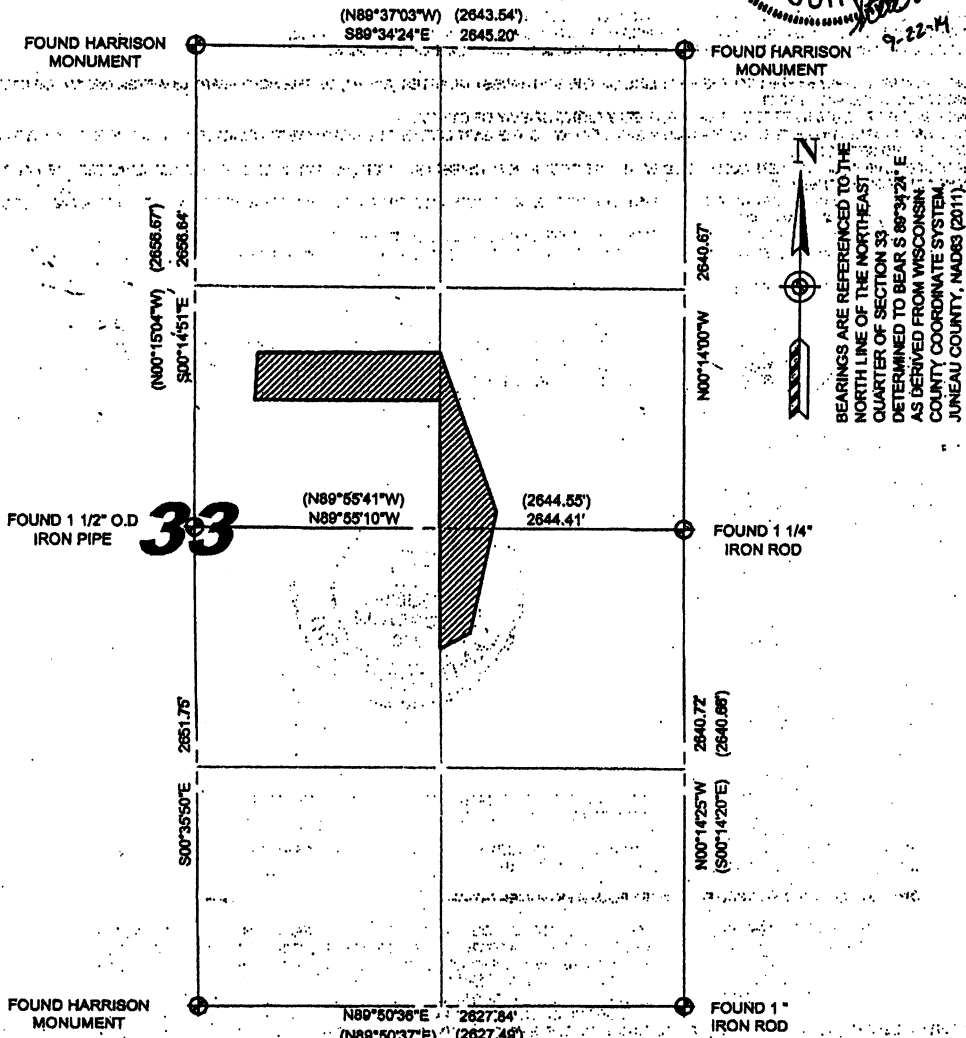 9-22-14
(N89°37'03"W) (2643.54')
S89°34'24"E 2645.20'
FOUND HARRISON
MONUMENT
FOUND HARRISON
MONUMENT
N
BEARINGS ARE REFERENCED TO THE
NORTH LINE OF THE NORTHEAST
QUARTER OF SECTION 33
DETERMINED TO BEAR S 89°34'24" E
AS DERIVED FROM WISCONSIN
COUNTY COORDINATE SYSTEM,
JUNEAU COUNTY, NAD83 (2011).
(N00°15'04"W) (2656.67')
S00°14'51"E 2656.64'
N00°14'00"W 2640.67'
(N89°55'41"W) (2644.55')
N89°55'10"W 2644.41'
FOUND 1 1/2" O.D
IRON PIPE
33
FOUND 1 1/4"
IRON ROD
S00°35'50"E 2651.75'
N00°14'25"W 2640.72'
(S00°14'20"E) (2640.66')
FOUND HARRISON
MONUMENT
N89°50'36"E 2627.64'
(N89°50'37"E) (2627.49')
FOUND 1 "
IRON ROD